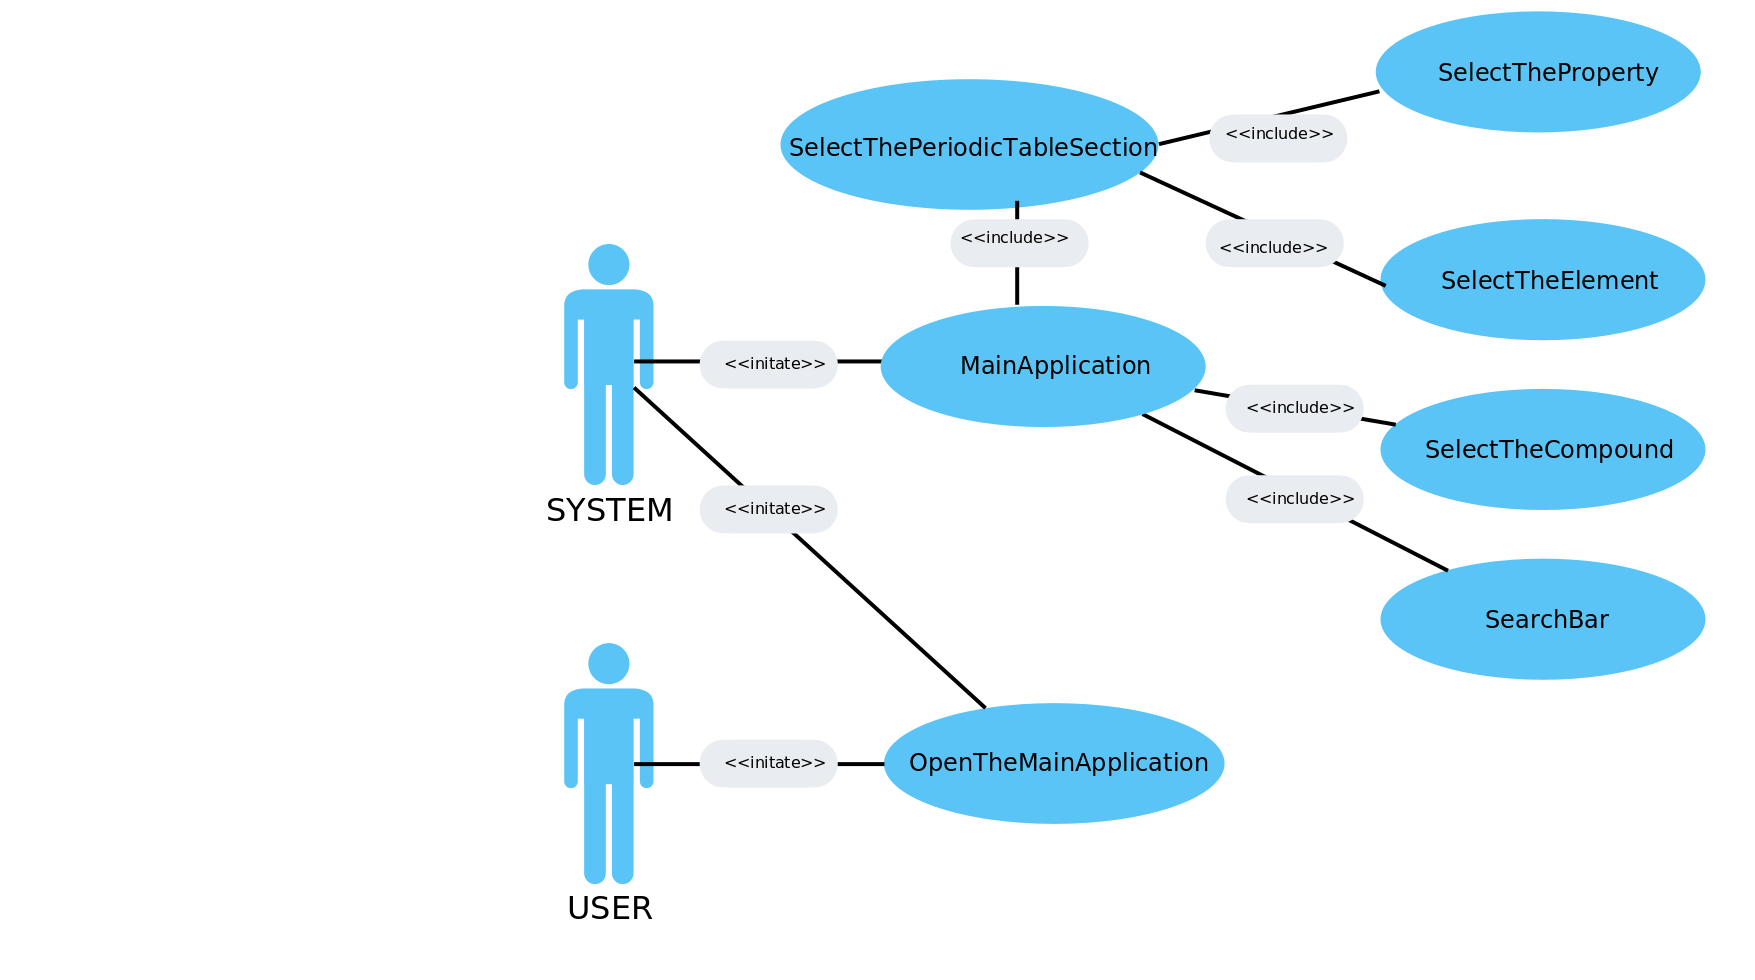 SelectTheProperty
<<include>>
SelectThePeriodicTableSection
<<include>>
<<include>>
SelectTheElement
<<initate>>
MainApplication
<<include>>
SelectTheCompound
<<include>>
SYSTEM
<<initate>>
SearchBar
<<initate>>
OpenTheMainApplication
USER